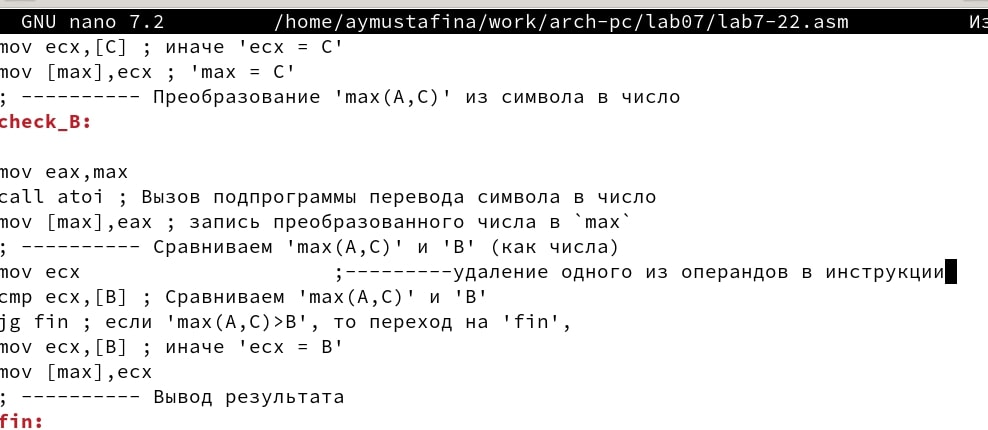 GNU nano 7.2 /home/aymustafina/work/arch-pc/lab07/lab7-22.asm Из
mov ecx,[C] ; иначе 'ecx = C'
mov [max],ecx ; 'max = C'
; ---------- Преобразование 'max(A,C)' из символа в число
check_B:
mov eax,max
call atoi ; Вызов подпрограммы перевода символа в число
mov [max],eax ; запись преобразованного числа в `max`
; ---------- Сравниваем 'max(A,C)' и 'B' (как числа)
mov ecx ;---------удаление одного из операндов в инструкции
cmp ecx,[B] ; Сравниваем 'max(A,C)' и 'B'
jg fin ; если 'max(A,C)>B', то переход на 'fin',
mov ecx,[B] ; иначе 'ecx = B'
mov [max],ecx
; ---------- Вывод результата
fin: